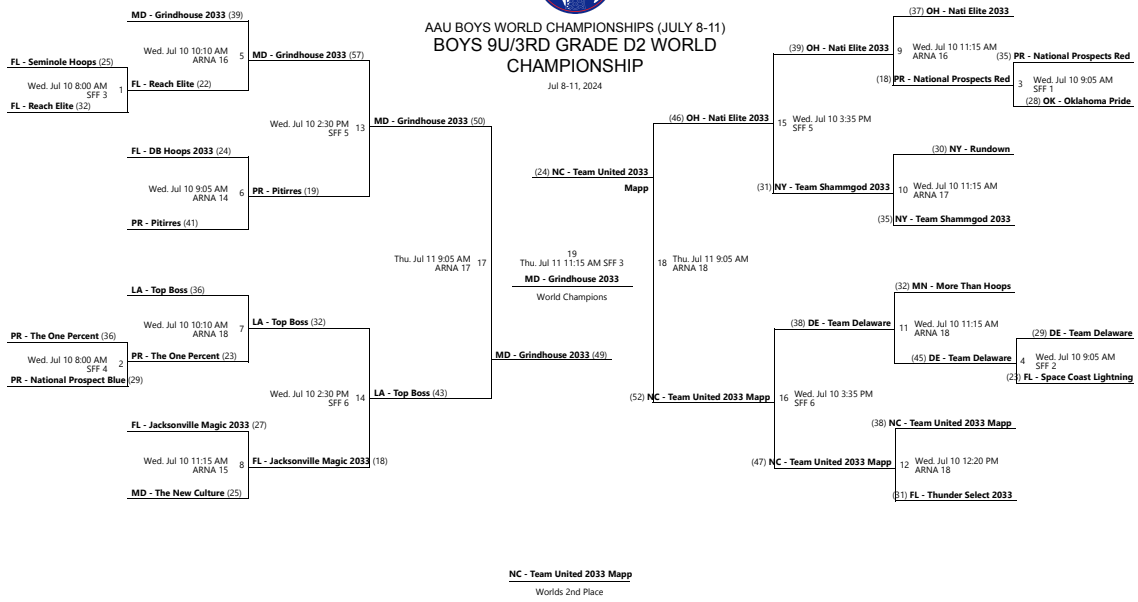 AAU BOYS WORLD CHAMPIONSHIPS (JULY 8-11)
BOYS 9U/3RD GRADE D2 WORLD
CHAMPIONSHIP
Jul 8-11, 2024
MD - Grindhouse 2033 (39)
Wed. Jul 10 10:10 AM
ARNA 16
5
MD - Grindhouse 2033 (57)
FL - Seminole Hoops (25)
Wed. Jul 10 8:00 AM
SFF 3
1
FL - Reach Elite (22)
FL - Reach Elite (32)
Wed. Jul 10 2:30 PM
SFF 5
13
MD - Grindhouse 2033 (50)
FL - DB Hoops 2033 (24)
Wed. Jul 10 9:05 AM
ARNA 14
6
PR - Pitirres (19)
PR - Pitirres (41)
Thu. Jul 11 9:05 AM
ARNA 17
17
LA - Top Boss (36)
Wed. Jul 10 10:10 AM
ARNA 18
7
LA - Top Boss (32)
PR - The One Percent (36)
Wed. Jul 10 8:00 AM
SFF 4
2
PR - The One Percent (23)
PR - National Prospect Blue (29)
MD - Grindhouse 2033 (49)
Wed. Jul 10 2:30 PM
SFF 6
14
LA - Top Boss (43)
FL - Jacksonville Magic 2033 (27)
Wed. Jul 10 11:15 AM
ARNA 15
8
FL - Jacksonville Magic 2033 (18)
MD - The New Culture (25)
(24) NC - Team United 2033
Mapp
19
Thu. Jul 11 11:15 AM SFF 3
MD - Grindhouse 2033
World Champions
(37) OH - Nati Elite 2033
(39) OH - Nati Elite 2033
9
Wed. Jul 10 11:15 AM
ARNA 16
(35) PR - National Prospects Red
(18) PR - National Prospects Red
3
Wed. Jul 10 9:05 AM
SFF 1
(28) OK - Oklahoma Pride
(46) OH - Nati Elite 2033
15
Wed. Jul 10 3:35 PM
SFF 5
(30) NY - Rundown
(31) NY - Team Shammgod 2033
10
Wed. Jul 10 11:15 AM
ARNA 17
(35) NY - Team Shammgod 2033
18
Thu. Jul 11 9:05 AM
ARNA 18
(32) MN - More Than Hoops
(38) DE - Team Delaware
11
Wed. Jul 10 11:15 AM
ARNA 18
(29) DE - Team Delaware
(45) DE - Team Delaware
4
Wed. Jul 10 9:05 AM
SFF 2
(23) FL - Space Coast Lightning
(52) NC - Team United 2033 Mapp
16
Wed. Jul 10 3:35 PM
SFF 6
(38) NC - Team United 2033 Mapp
(47) NC - Team United 2033 Mapp
12
Wed. Jul 10 12:20 PM
ARNA 18
(31) FL - Thunder Select 2033
NC - Team United 2033 Mapp
Worlds 2nd Place